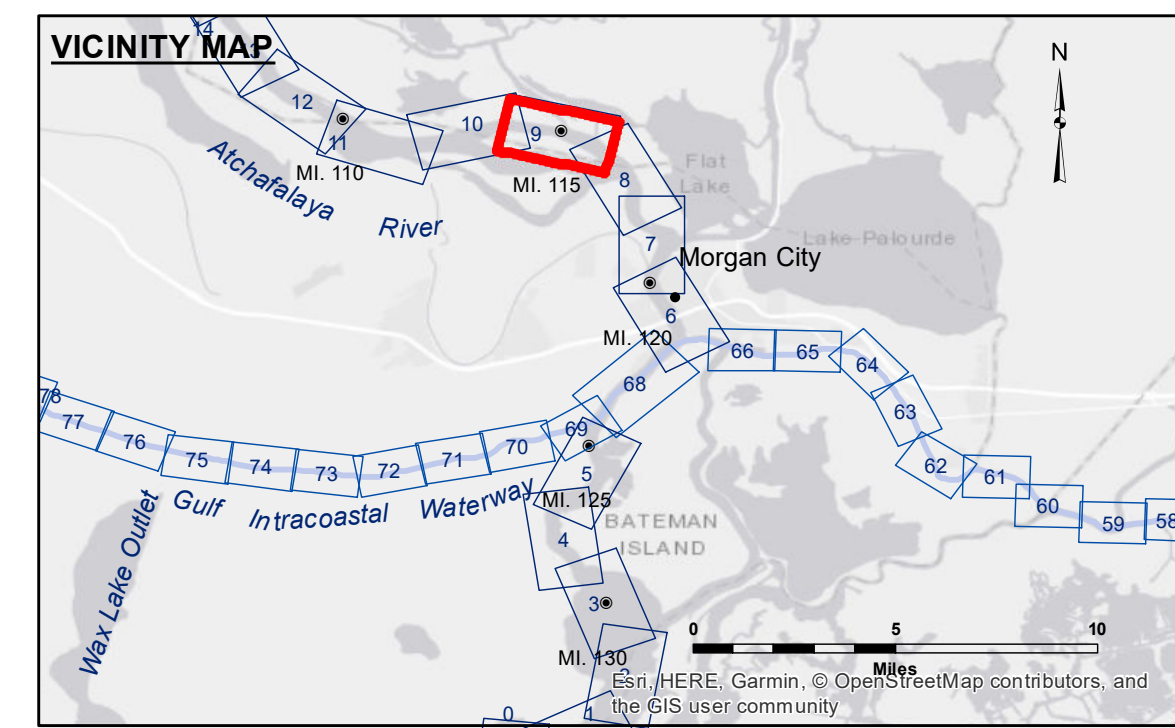 VICINITY MAP
N
14
13
12
11
10
9
8
MI. 110
MI. 115
Atchafalaya
River
Flat
Lake
7
Lake Palourde
Morgan City
6
MI. 120
66
65
64
68
63
78
77
76
75
74
73
72
71
70
69
62
61
60
59
58
5
MI. 125
Gulf Intracoastal Waterway
Wax Lake Outlet
BATEMAN
ISLAND
4
3
0 5 10
Miles
MI. 130
2
1
0
Esri, HERE, Garmin, © OpenStreetMap contributors, and
the GIS user community